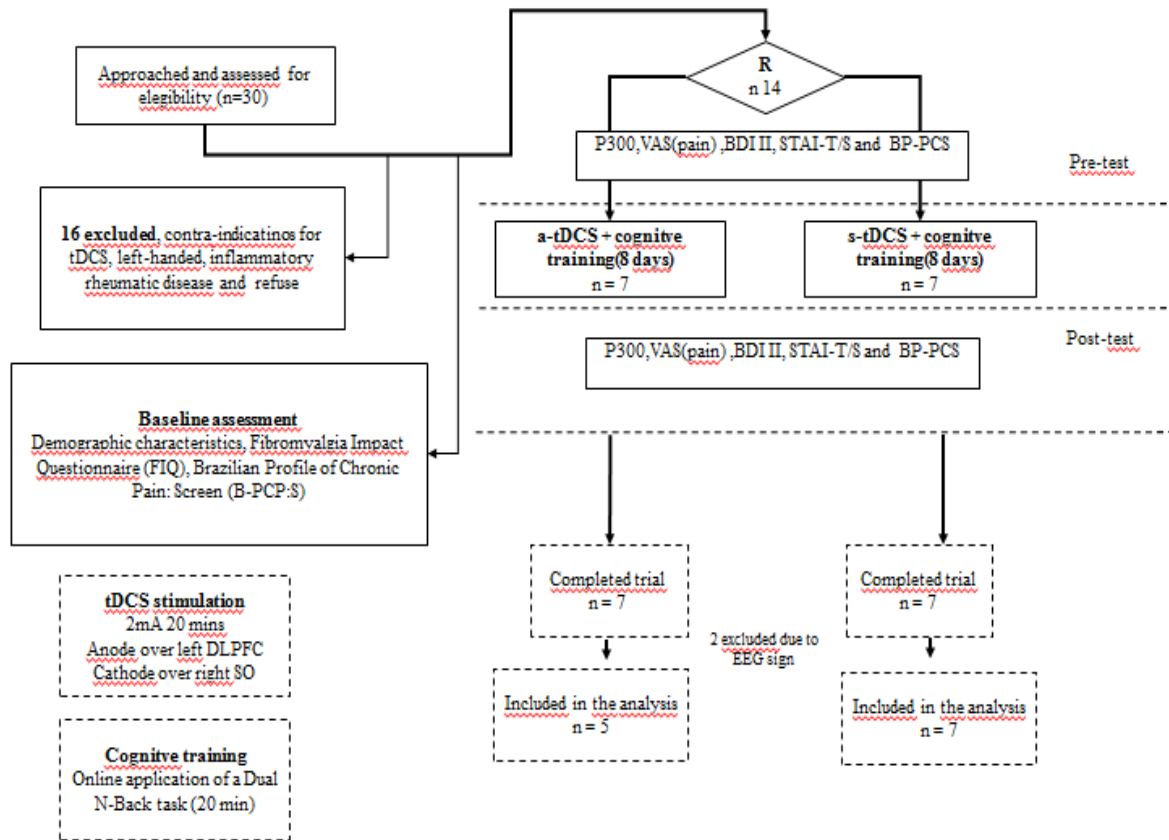 Approached and assessed for
elegibility (n=30)
R
n 14
P300,VAS(pain) ,BDI II, STAI-T/S and BP-PCS
Pre-test
16 excluded, contra-indicatinos for
tDCS, left-handed, inflammatory
rheumatic disease and refuse
a-tDCS + cognitve
training(8 days)
n = 7
s-tDCS + cognitve
training(8 days)
n = 7
Post-test
P300,VAS(pain) ,BDI II, STAI-T/S and BP-PCS
Baseline assessment
Demographic characteristics, Fibromyalgia Impact
Questionnaire (FIQ), Brazilian Profile of Chronic
Pain: Screen (B-PCP:S)
tDCS stimulation
2mA 20 mins
Anode over left DLPFC
Cathode over right SO
Completed trial
n = 7
Completed trial
n = 7
2 excluded due to
EEG sign
Included in the analysis
n = 5
Included in the analysis
n = 7
Cognitve training
Online application of a Dual
N-Back task (20 min)